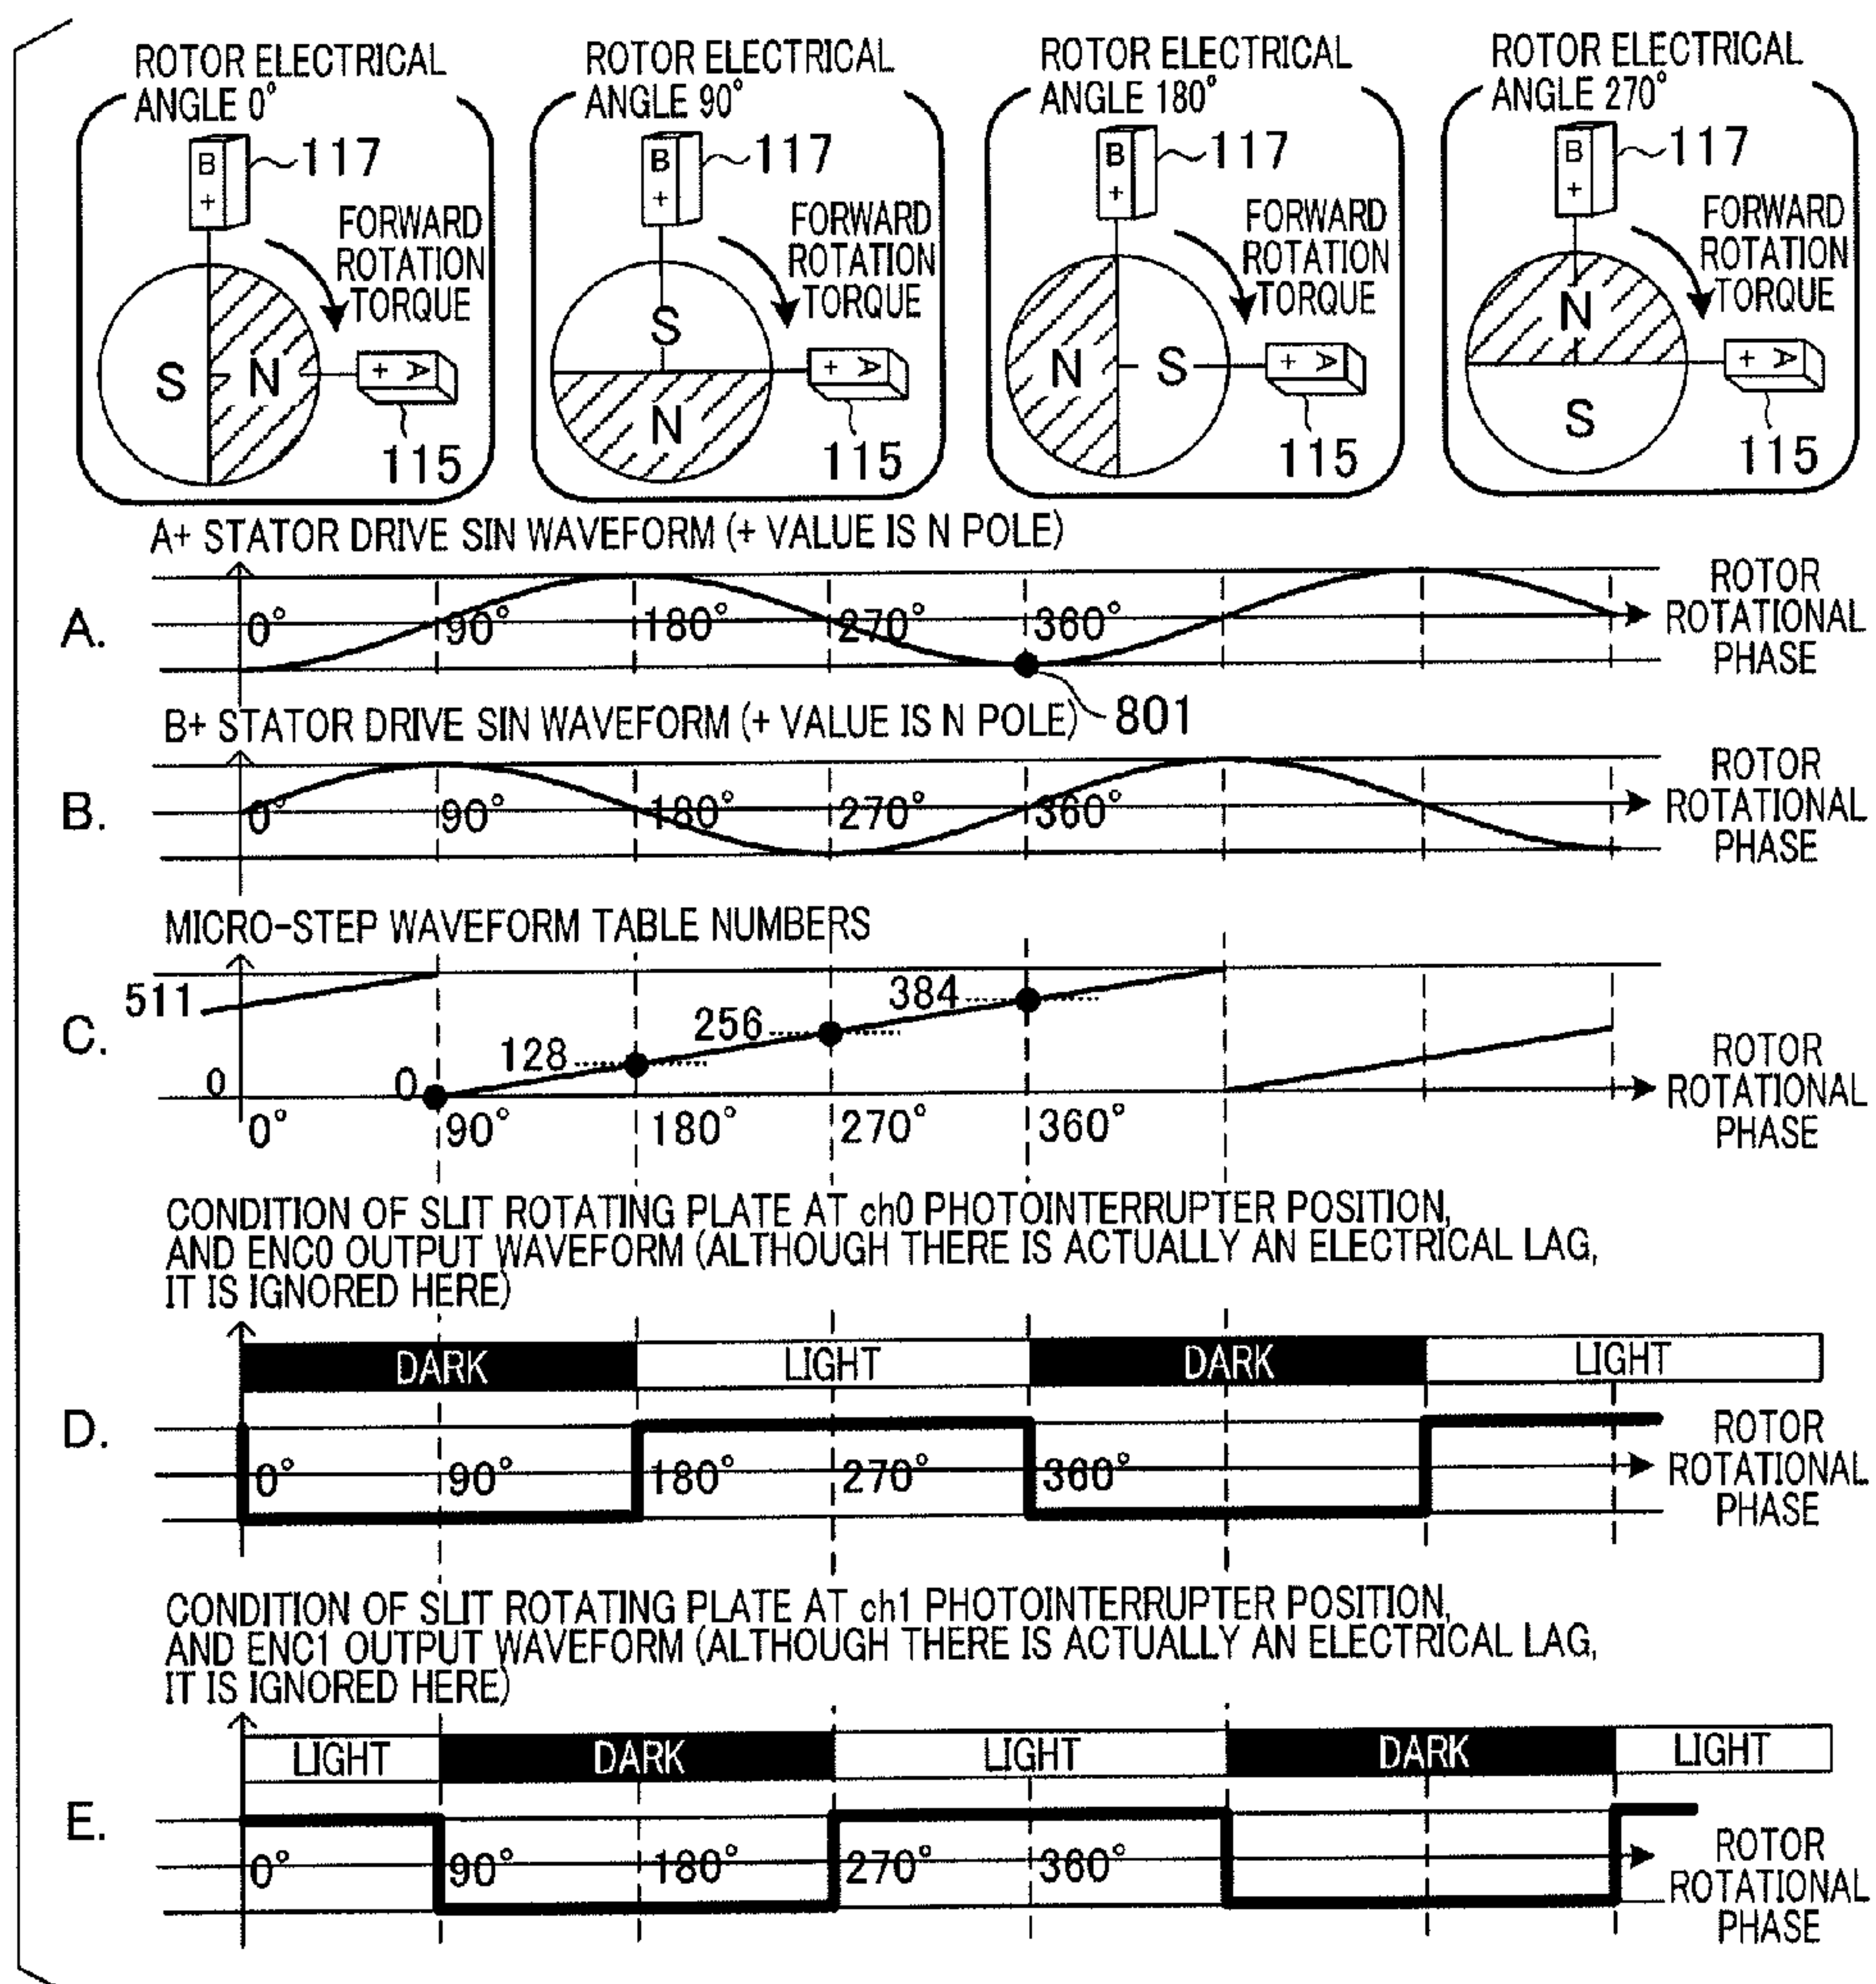 ROTOR ELECTRICAL
ANGLE 0°
B
+
117
FORWARD
ROTATION
TORQUE
S
N
+ A
115
ROTOR ELECTRICAL
ANGLE 90°
B
+
117
FORWARD
ROTATION
TORQUE
S
N
+ A
115
ROTOR ELECTRICAL
ANGLE 180°
B
+
117
FORWARD
ROTATION
TORQUE
N
S
+ A
115
ROTOR ELECTRICAL
ANGLE 270°
B
+
117
FORWARD
ROTATION
TORQUE
N
S
+ A
115
A+ STATOR DRIVE SIN WAVEFORM (+ VALUE IS N POLE)
A.
0° 90° 180° 270° 360°
ROTOR
ROTATIONAL
PHASE
801
B+ STATOR DRIVE SIN WAVEFORM (+ VALUE IS N POLE)
B.
0° 90° 180° 270° 360°
ROTOR
ROTATIONAL
PHASE
MICRO-STEP WAVEFORM TABLE NUMBERS
C.
511
0
0
128
256
384
0° 90° 180° 270° 360°
ROTOR
ROTATIONAL
PHASE
CONDITION OF SLIT ROTATING PLATE AT ch0 PHOTOINTERRUPTER POSITION,
AND ENC0 OUTPUT WAVEFORM (ALTHOUGH THERE IS ACTUALLY AN ELECTRICAL LAG,
IT IS IGNORED HERE)
DARK LIGHT DARK LIGHT
D.
0° 90° 180° 270° 360°
ROTOR
ROTATIONAL
PHASE
CONDITION OF SLIT ROTATING PLATE AT ch1 PHOTOINTERRUPTER POSITION,
AND ENC1 OUTPUT WAVEFORM (ALTHOUGH THERE IS ACTUALLY AN ELECTRICAL LAG,
IT IS IGNORED HERE)
LIGHT DARK LIGHT DARK LIGHT
E.
0° 90° 180° 270° 360°
ROTOR
ROTATIONAL
PHASE